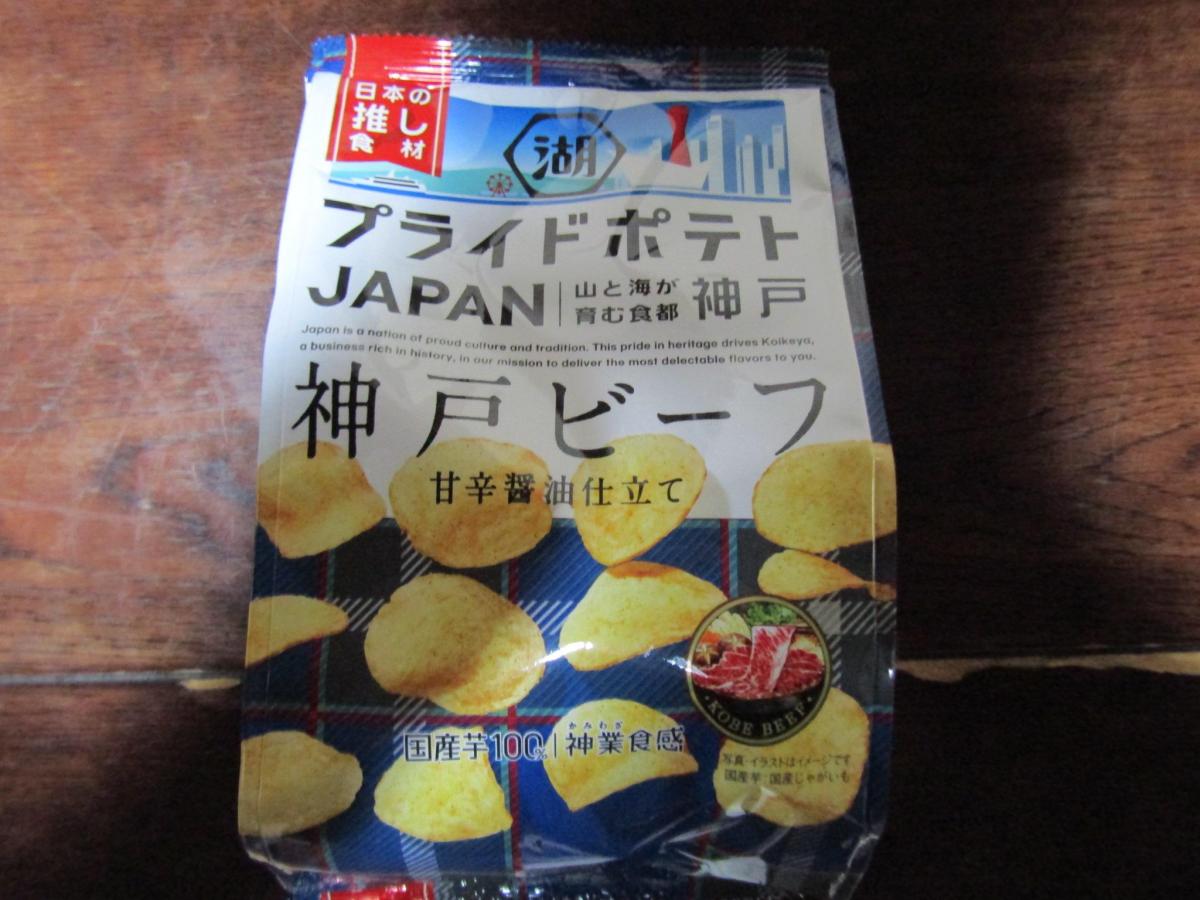 日本の
推し
食材
湖
プライドポテト
JAPAN
山と海が
育む食都
神戸
Japan is a nation of proud culture and tradition. This pride in heritage drives Koikeya,
a business rich in history, in our mission to deliver the most delectable flavors to you.
神戸ビーフ
甘辛醤油仕立て
KOBE BEEF
かみわざ
国産芋100%|神業食感
写真・イラストはイメージです
国産芋:国産じゃがいも